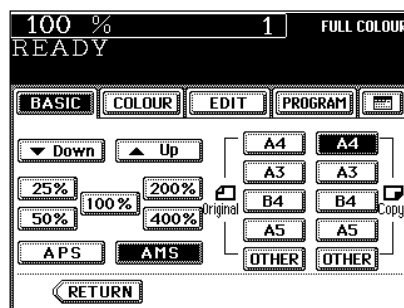 100 % 1 FULL COLOUR
READY
BASIC COLOUR EDIT PROGRAM
Down Up
A4 A4
A3 A3
25% 100% 200%
Original B4 B4 Copy
50% 400%
A5 A5
APS AMS
OTHER OTHER
RETURN